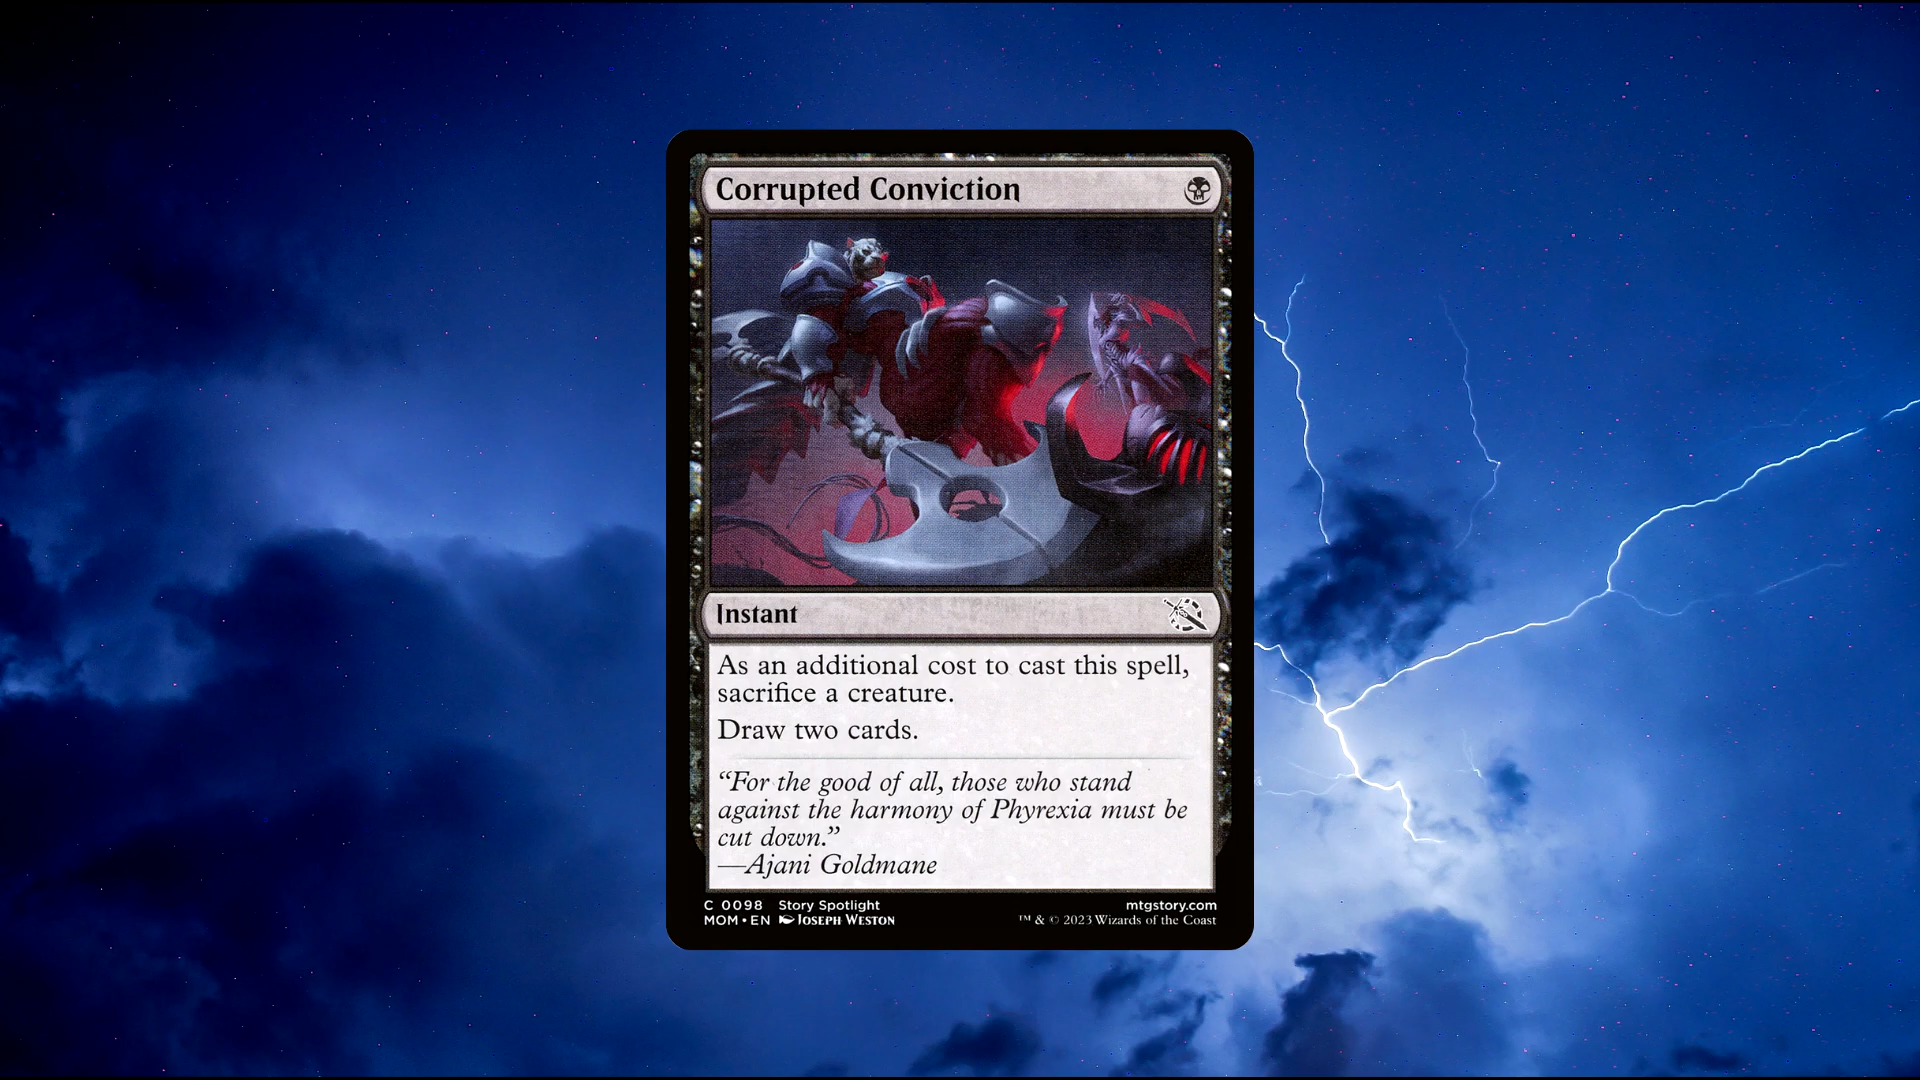 Corrupted Conviction
Instant
As an additional cost to cast this spell,
sacrifice a creature.
Draw two cards.
“For the good of all, those who stand
against the harmony of Phyrexia must be
cut down.”
—Ajani Goldmane
C 0098 Story Spotlight
mtgstory.com
MOM • EN Joseph Weston
™ & © 2023 Wizards of the Coast